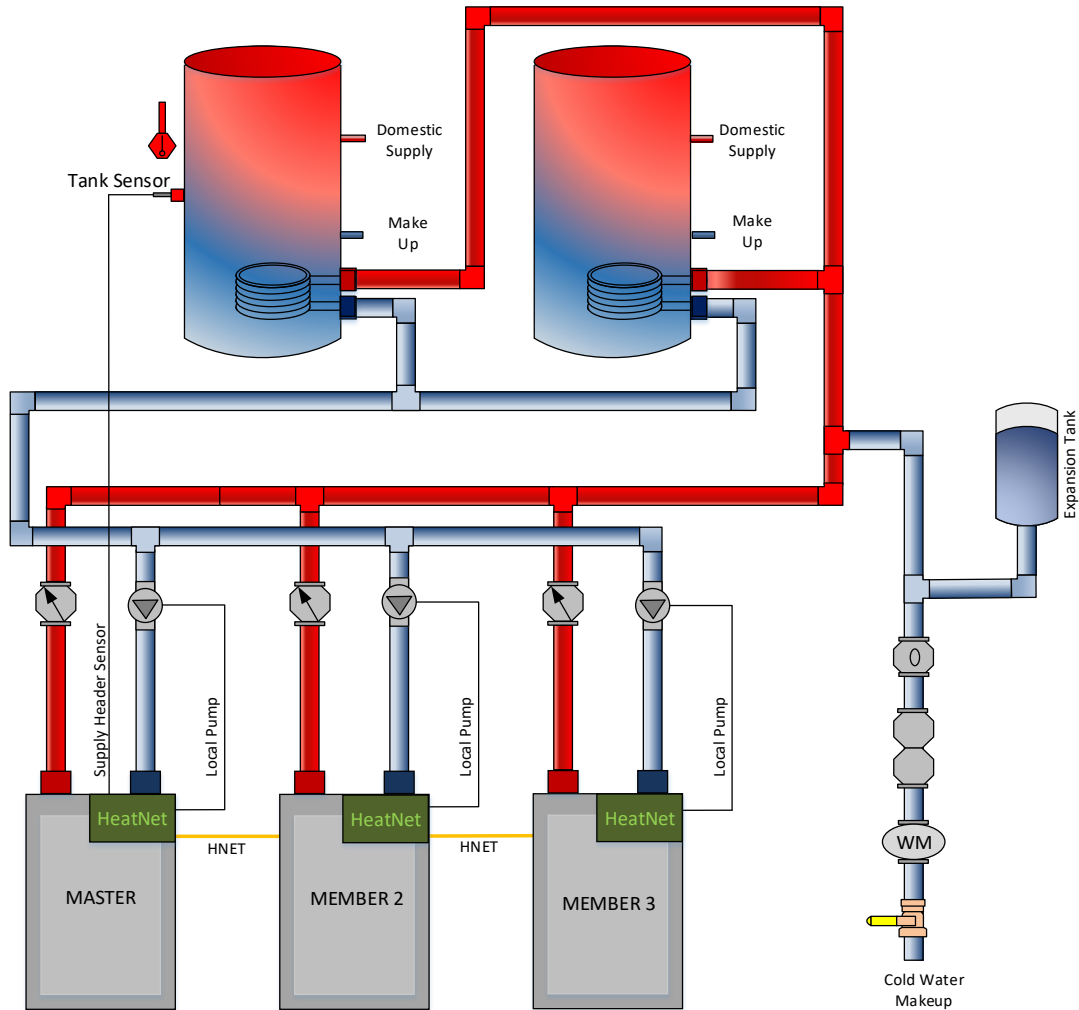 Domestic
Supply
Domestic
Supply
Tank Sensor
Make
Up
Make
Up
Expansion Tank
Supply Header Sensor
Local Pump
Local Pump
Local Pump
0
HeatNet
HeatNet
HeatNet
HNET
HNET
WM
MASTER
MEMBER 2
MEMBER 3
Cold Water
Makeup